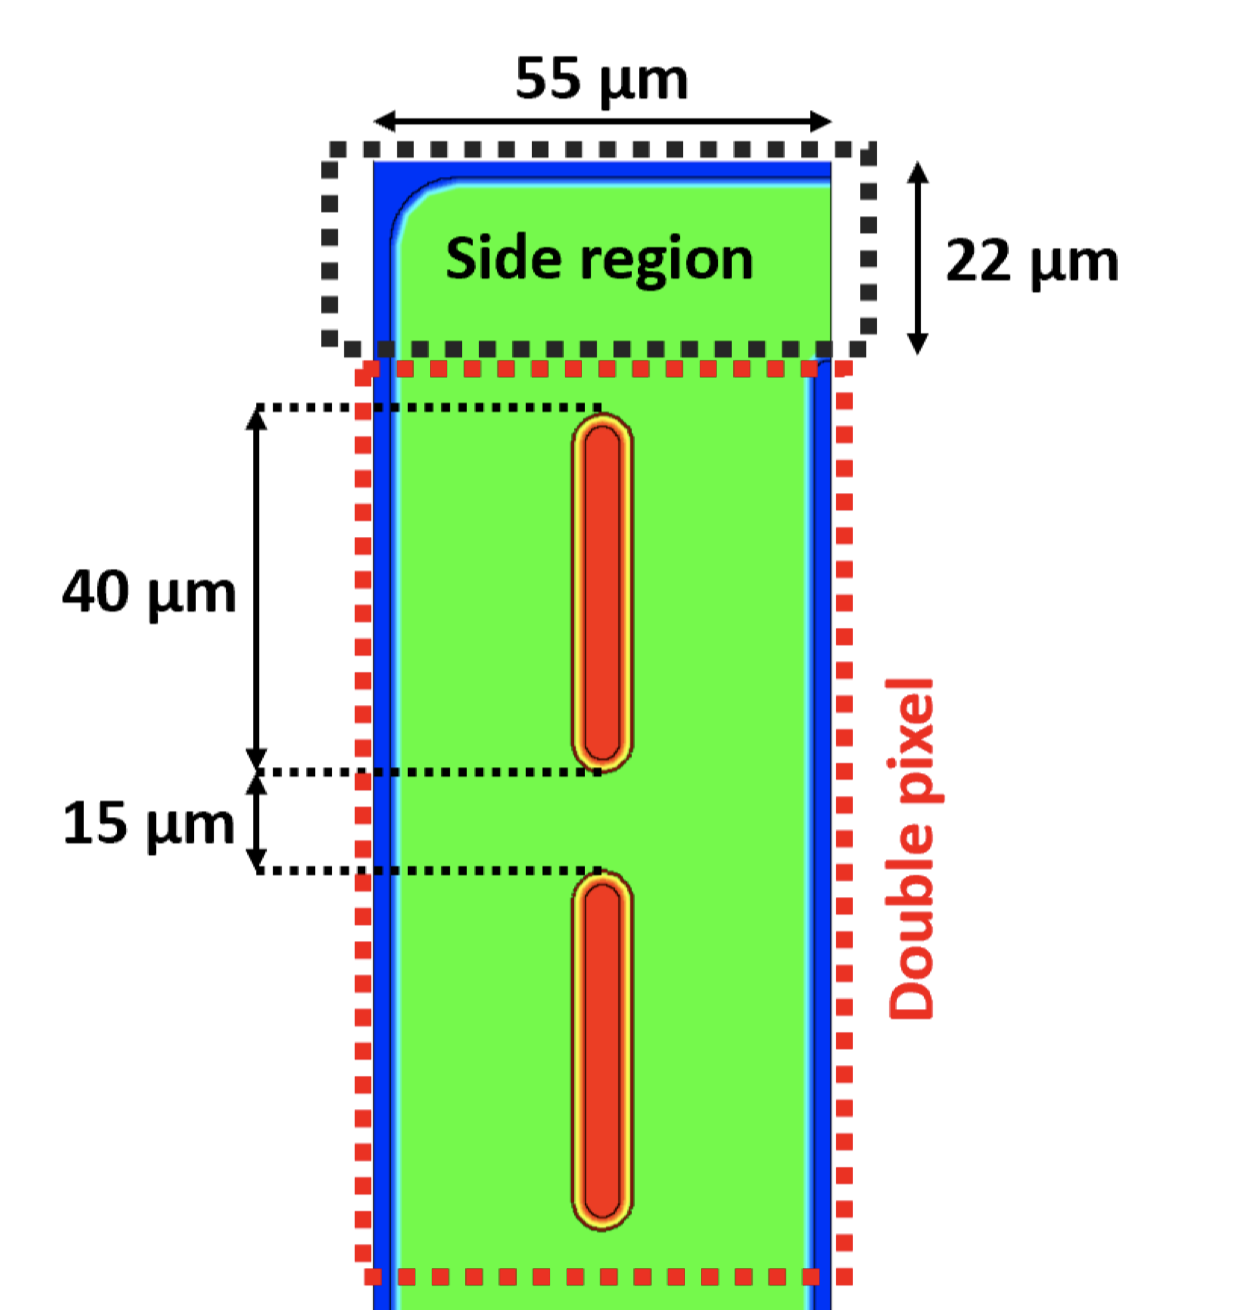 55 μm
Side region
22 μm
40 μm
15 μm
Double pixel